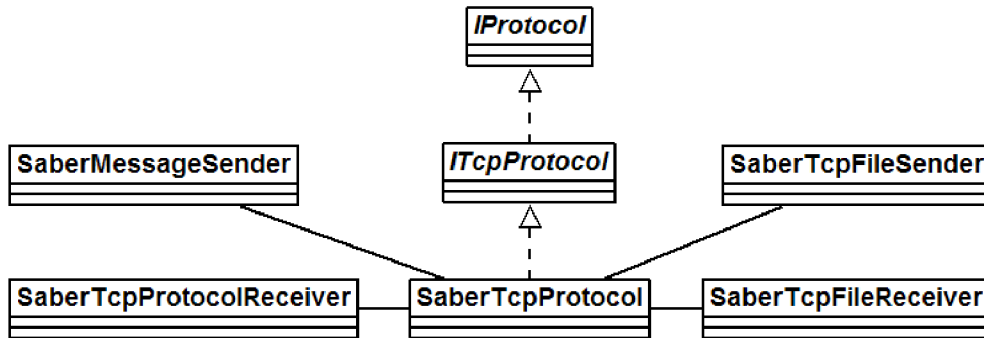 IProtocol
SaberMessageSender
ITcpProtocol
SaberTcpFileSender
SaberTcpProtocolReceiver
SaberTcpProtocol
SaberTcpFileReceiver